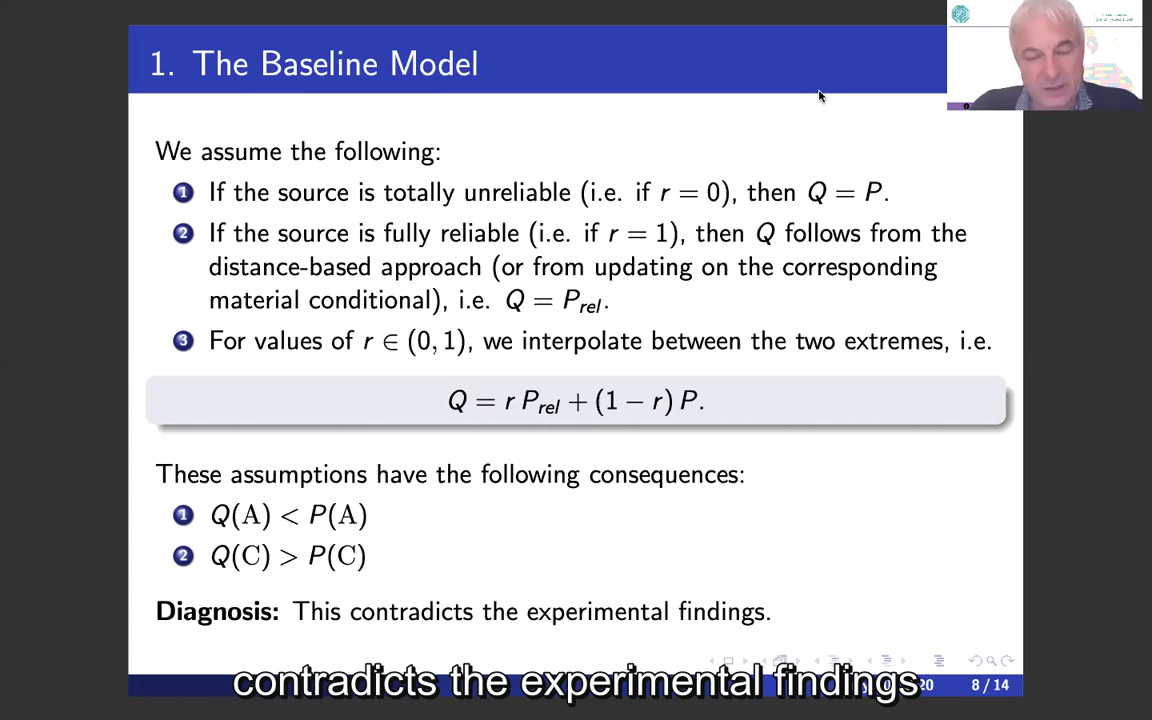 1. The Baseline Model
We assume the following:
1 If the source is totally unreliable (i.e. if r = 0), then Q = P.
2 If the source is fully reliable (i.e. if r = 1), then Q follows from the
distance-based approach (or from updating on the corresponding
material conditional), i.e. Q = P_rel.
3 For values of r ∈ (0, 1), we interpolate between the two extremes, i.e.
Q = r P_rel + (1 − r) P.
These assumptions have the following consequences:
1 Q(A) < P(A)
2 Q(C) > P(C)
Diagnosis: This contradicts the experimental findings.
contradicts the experimental findings
20 8 / 14